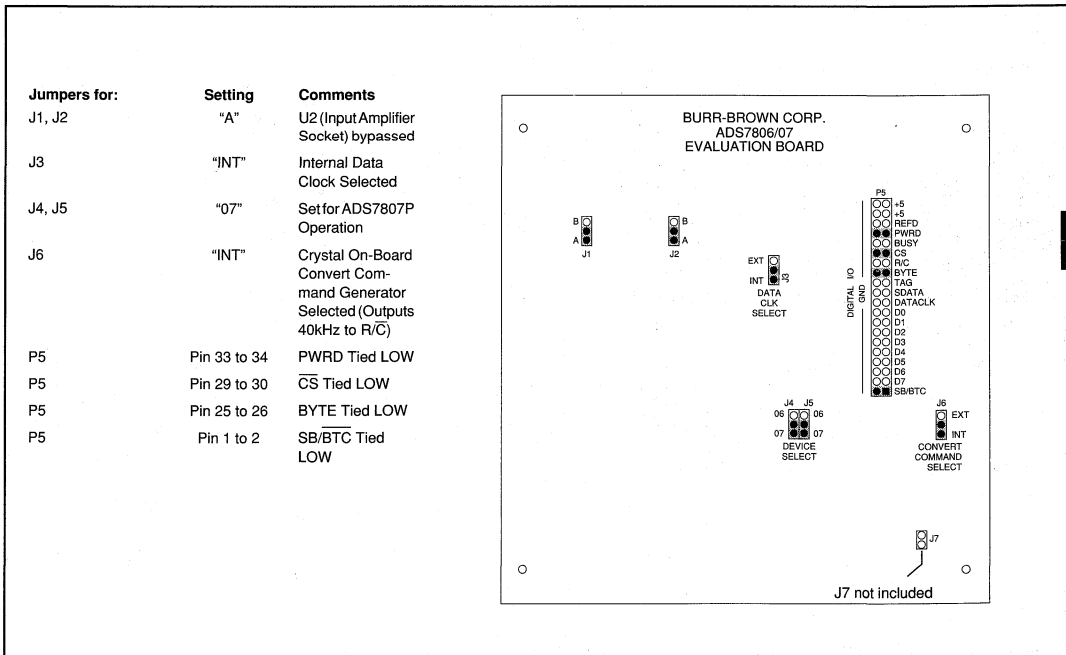 Jumpers for: Setting Comments
J1, J2 "A" U2 (Input Amplifier
Socket) bypassed
J3 "INT" Internal Data
Clock Selected
J4, J5 "07" Set for ADS7807P
Operation
J6 "INT" Crystal On-Board
Convert Com-
mand Generator
Selected (Outputs
40kHz to R/C̅)
P5 Pin 33 to 34 PWRD Tied LOW
P5 Pin 29 to 30 C̅S̅ Tied LOW
P5 Pin 25 to 26 BYTE Tied LOW
P5 Pin 1 to 2 SB/B̅T̅C̅ Tied
LOW
BURR-BROWN CORP.
ADS7806/07
EVALUATION BOARD
B
A
J1
B
A
J2
EXT
INT
J3
DATA
CLK
SELECT
P5
+5
+5
REFD
PWRD
BUSY
CS
R/C
BYTE
TAG
SDATA
DATACLK
D0
D1
D2
D3
D4
D5
D6
D7
SB/BTC
DIGITAL I/O
GND
J4 J5
06 06
07 07
DEVICE
SELECT
J6
EXT
INT
CONVERT
COMMAND
SELECT
J7
J7 not included